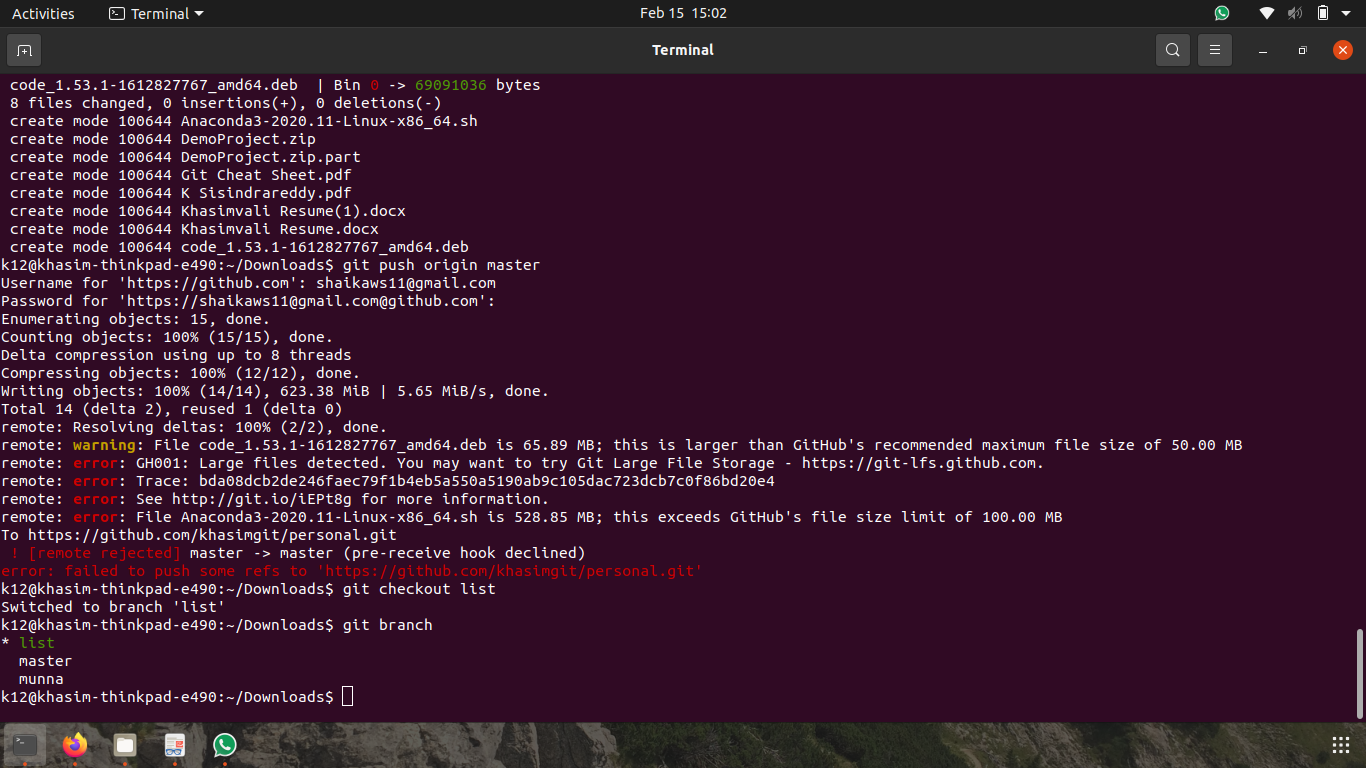 Activities
Terminal
Feb 15 15:02
Terminal
code_1.53.1-1612827767_amd64.deb | Bin 0 -> 69091036 bytes
8 files changed, 0 insertions(+), 0 deletions(-)
create mode 100644 Anaconda3-2020.11-Linux-x86_64.sh
create mode 100644 DemoProject.zip
create mode 100644 DemoProject.zip.part
create mode 100644 Git Cheat Sheet.pdf
create mode 100644 K Sisindrareddy.pdf
create mode 100644 Khasimvali Resume(1).docx
create mode 100644 Khasimvali Resume.docx
create mode 100644 code_1.53.1-1612827767_amd64.deb
k12@khasim-thinkpad-e490:~/Downloads$ git push origin master
Username for 'https://github.com': shaikaws11@gmail.com
Password for 'https://shaikaws11@gmail.com@github.com':
Enumerating objects: 15, done.
Counting objects: 100% (15/15), done.
Delta compression using up to 8 threads
Compressing objects: 100% (12/12), done.
Writing objects: 100% (14/14), 623.38 MiB | 5.65 MiB/s, done.
Total 14 (delta 2), reused 1 (delta 0)
remote: Resolving deltas: 100% (2/2), done.
remote: warning: File code_1.53.1-1612827767_amd64.deb is 65.89 MB; this is larger than GitHub's recommended maximum file size of 50.00 MB
remote: error: GH001: Large files detected. You may want to try Git Large File Storage - https://git-lfs.github.com.
remote: error: Trace: bda08dcb2de246faec79f1b4eb5a550a5190ab9c105dac723dcb7c0f86bd20e4
remote: error: See http://git.io/iEPt8g for more information.
remote: error: File Anaconda3-2020.11-Linux-x86_64.sh is 528.85 MB; this exceeds GitHub's file size limit of 100.00 MB
To https://github.com/khasimgit/personal.git
! [remote rejected] master -> master (pre-receive hook declined)
error: failed to push some refs to 'https://github.com/khasimgit/personal.git'
k12@khasim-thinkpad-e490:~/Downloads$ git checkout list
Switched to branch 'list'
k12@khasim-thinkpad-e490:~/Downloads$ git branch
* list
master
munna
k12@khasim-thinkpad-e490:~/Downloads$